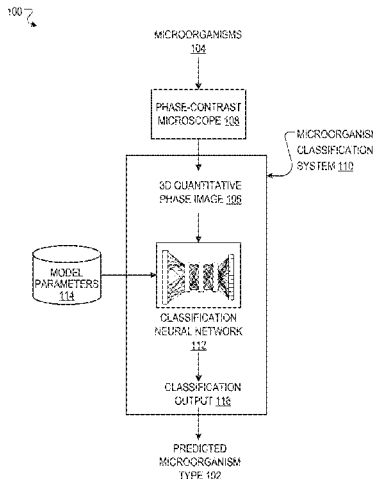 100
MICROORGANISMS
104
PHASE-CONTRAST
MICROSCOPE 108
MICROORGANISM
CLASSIFICATION
SYSTEM 110
3D QUANTITATIVE
PHASE IMAGE 106
MODEL
PARAMETERS
114
CLASSIFICATION
NEURAL NETWORK
112
CLASSIFICATION
OUTPUT 116
PREDICTED
MICROORGANISM
TYPE 102